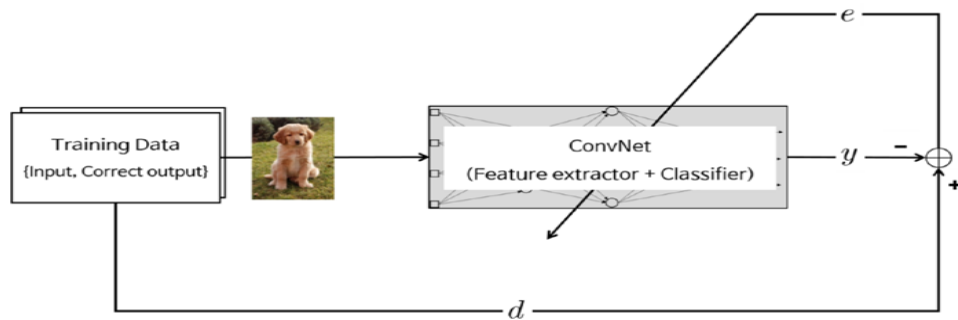 e
Training Data
{Input, Correct output}
ConvNet
(Feature extractor + Classifier)
y
-
+
d